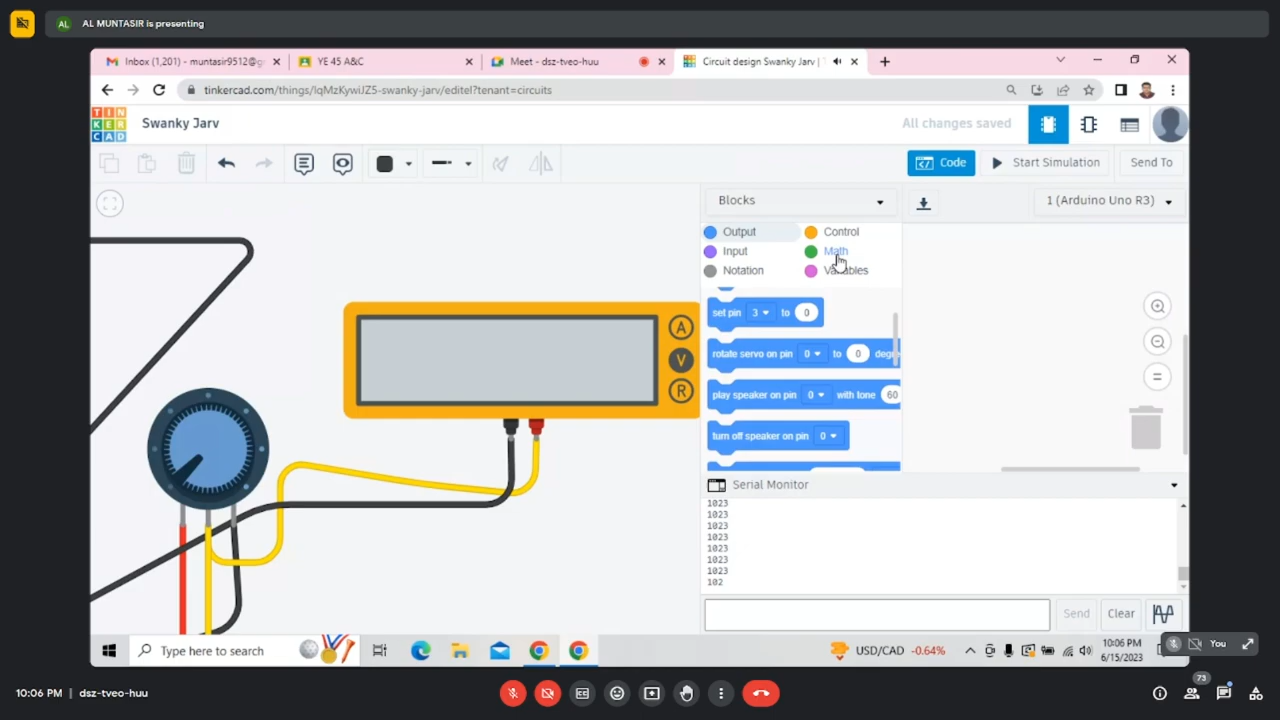 AL AL MUNTASIR is presenting
Inbox (1,201) - muntasir9512@g
YE 45 A&C
Meet - dsz-tveo-huu
Circuit design Swanky Jarv | T
tinkercad.com/things/lqMzKywiJZ5-swanky-jarv/editel?tenant=circuits
TIN
KER
CAD
Swanky Jarv
All changes saved
Code
Start Simulation
Send To
Blocks
1 (Arduino Uno R3)
Output
Control
Input
Math
Notation
Variables
set pin 3 to 0
rotate servo on pin 0 to 0 degre
play speaker on pin 0 with tone 60
turn off speaker on pin 0
A
V
R
Serial Monitor
1023
1023
1023
1023
1023
1023
1023
102
Send
Clear
Type here to search
USD/CAD -0.64%
10:06 PM
6/15/2023
You
10:06 PM | dsz-tveo-huu
73